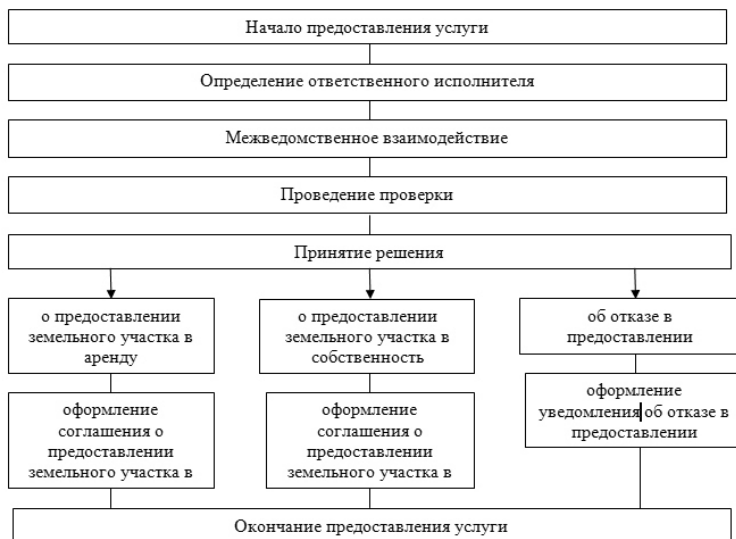 Начало предоставления услуги
Определение ответственного исполнителя
Межведомственное взаимодействие
Проведение проверки
Принятие решения
о предоставлении
земельного участка в
аренду
о предоставлении
земельного участка в
собственность
об отказе в
предоставлении
оформление
соглашения о
предоставлении
земельного участка в
оформление
соглашения о
предоставлении
земельного участка в
оформление
уведомления об отказе в
предоставлении
Окончание предоставления услуги